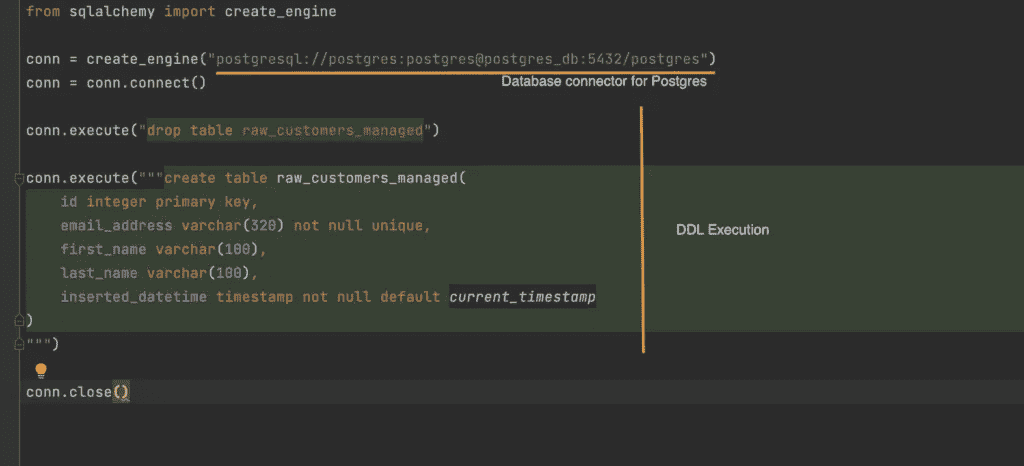 from sqlalchemy import create_engine
conn = create_engine("postgresql://postgres:postgres@postgres_db:5432/postgres")
conn = conn.connect()
Database connector for Postgres
conn.execute("drop table raw_customers_managed")
conn.execute("""create table raw_customers_managed(
id integer primary key,
email_address varchar(320) not null unique,
DDL Execution
first_name varchar(100),
last_name varchar(100),
inserted_datetime timestamp not null default current_timestamp
)
""")
conn.close()